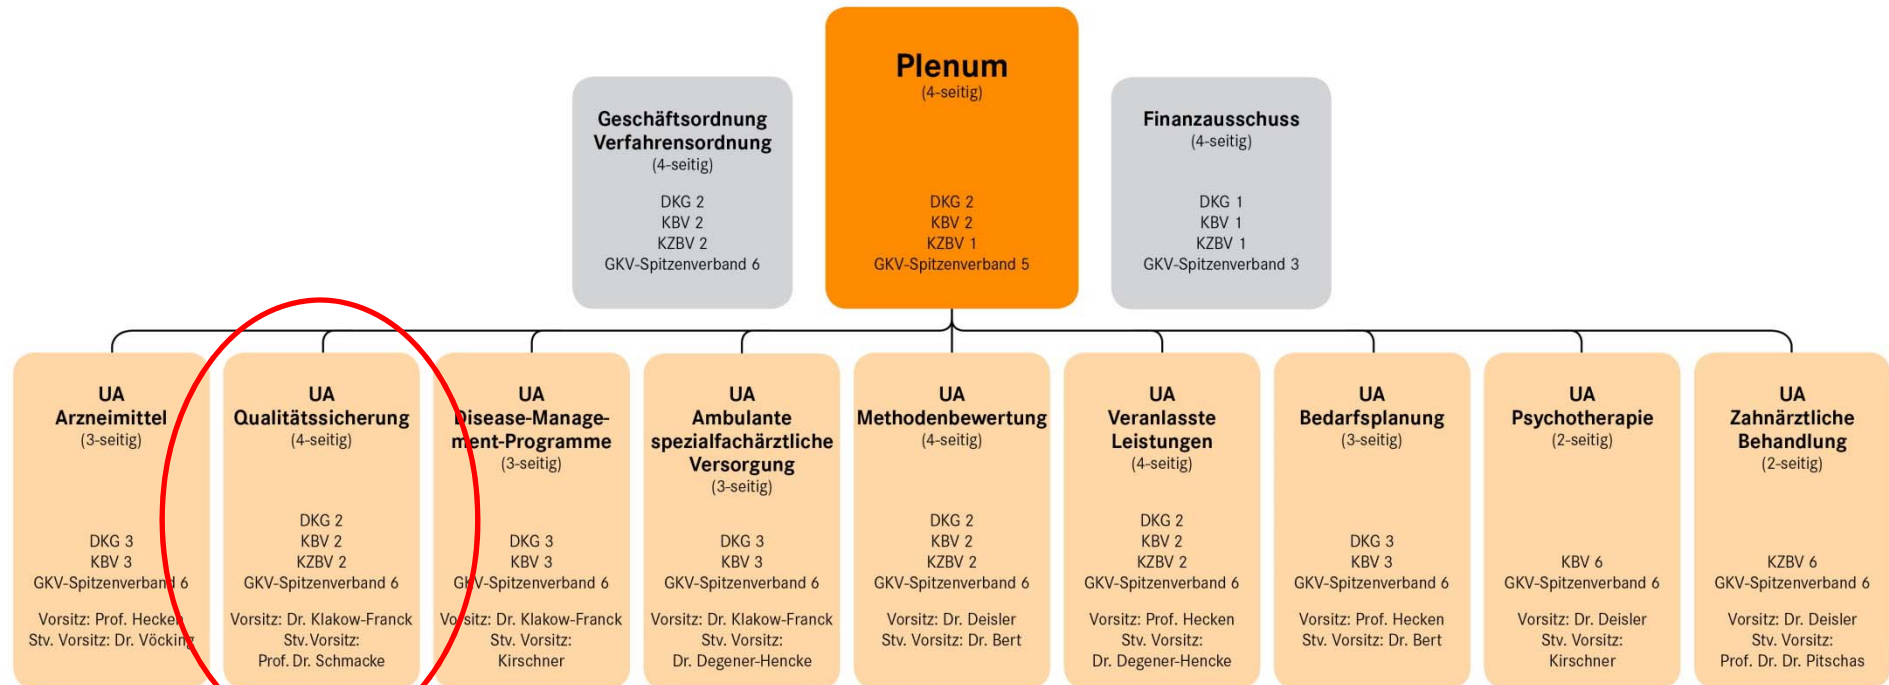 Plenum
(4-seitig)
DKG 2
KBV 2
KZBV 1
GKV-Spitzenverband 5
Geschäftsordnung
Verfahrensordnung
(4-seitig)
DKG 2
KBV 2
KZBV 2
GKV-Spitzenverband 6
Finanzausschuss
(4-seitig)
DKG 1
KBV 1
KZBV 1
GKV-Spitzenverband 3
UA
Arzneimittel
(3-seitig)
DKG 3
KBV 3
GKV-Spitzenverband 6
Vorsitz: Prof. Hecken
Stv. Vorsitz: Dr. Vöcking
UA
Qualitätssicherung
(4-seitig)
DKG 2
KBV 2
KZBV 2
GKV-Spitzenverband 6
Vorsitz: Dr. Klakow-Franck
Stv.Vorsitz:
Prof. Dr. Schmacke
UA
Disease-Manage-
ment-Programme
(3-seitig)
DKG 3
KBV 3
GKV-Spitzenverband 6
Vorsitz: Dr. Klakow-Franck
Stv. Vorsitz:
Kirschner
UA
Ambulante
spezialfachärztliche
Versorgung
(3-seitig)
DKG 3
KBV 3
GKV-Spitzenverband 6
Vorsitz: Dr. Klakow-Franck
Stv. Vorsitz:
Dr. Degener-Hencke
UA
Methodenbewertung
(4-seitig)
DKG 2
KBV 2
KZBV 2
GKV-Spitzenverband 6
Vorsitz: Dr. Deisler
Stv. Vorsitz: Dr. Bert
UA
Veranlasste
Leistungen
(4-seitig)
DKG 2
KBV 2
KZBV 2
GKV-Spitzenverband 6
Vorsitz: Prof. Hecken
Stv. Vorsitz:
Dr. Degener-Hencke
UA
Bedarfsplanung
(3-seitig)
DKG 3
KBV 3
GKV-Spitzenverband 6
Vorsitz: Prof. Hecken
Stv. Vorsitz: Dr. Bert
UA
Psychotherapie
(2-seitig)
KBV 6
GKV-Spitzenverband 6
Vorsitz: Dr. Deisler
Stv. Vorsitz:
Kirschner
UA
Zahnärztliche
Behandlung
(2-seitig)
KZBV 6
GKV-Spitzenverband 6
Vorsitz: Dr. Deisler
Stv. Vorsitz:
Prof. Dr. Dr. Pitschas